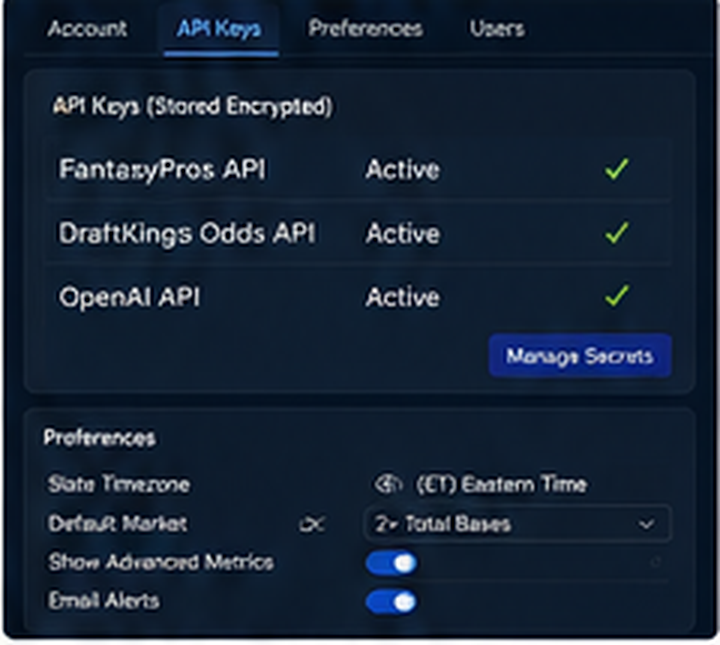 Account API Keys Preferences Users
API Keys (Stored Encrypted)
FantasyPros API Active ✓
DraftKings Odds API Active ✓
OpenAI API Active ✓
Manage Secrets
Preferences
Slate Timezone (ET) Eastern Time
Default Market 2+ Total Bases
Show Advanced Metrics
Email Alerts